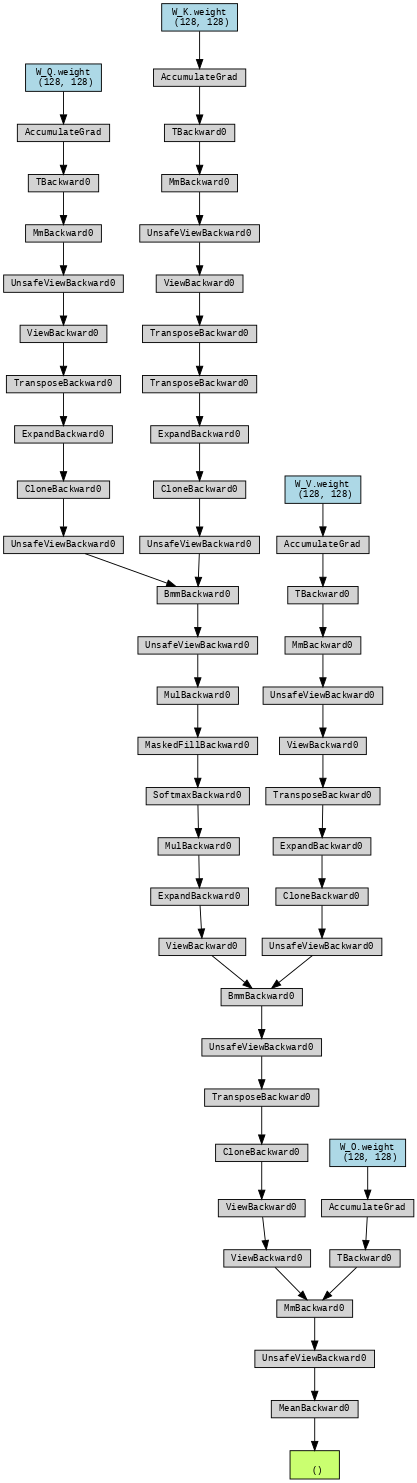 W_K.weight
(128, 128)
W_Q.weight
(128, 128)
AccumulateGrad
AccumulateGrad
TBackward0
TBackward0
MmBackward0
MmBackward0
UnsafeViewBackward0
UnsafeViewBackward0
ViewBackward0
ViewBackward0
TransposeBackward0
TransposeBackward0
TransposeBackward0
ExpandBackward0
ExpandBackward0
CloneBackward0
CloneBackward0
W_V.weight
(128, 128)
UnsafeViewBackward0
UnsafeViewBackward0
AccumulateGrad
BmmBackward0
TBackward0
UnsafeViewBackward0
MmBackward0
MulBackward0
UnsafeViewBackward0
MaskedFillBackward0
ViewBackward0
SoftmaxBackward0
TransposeBackward0
MulBackward0
ExpandBackward0
ExpandBackward0
CloneBackward0
ViewBackward0
UnsafeViewBackward0
BmmBackward0
UnsafeViewBackward0
TransposeBackward0
CloneBackward0
W_O.weight
(128, 128)
ViewBackward0
AccumulateGrad
ViewBackward0
TBackward0
MmBackward0
UnsafeViewBackward0
MeanBackward0
()